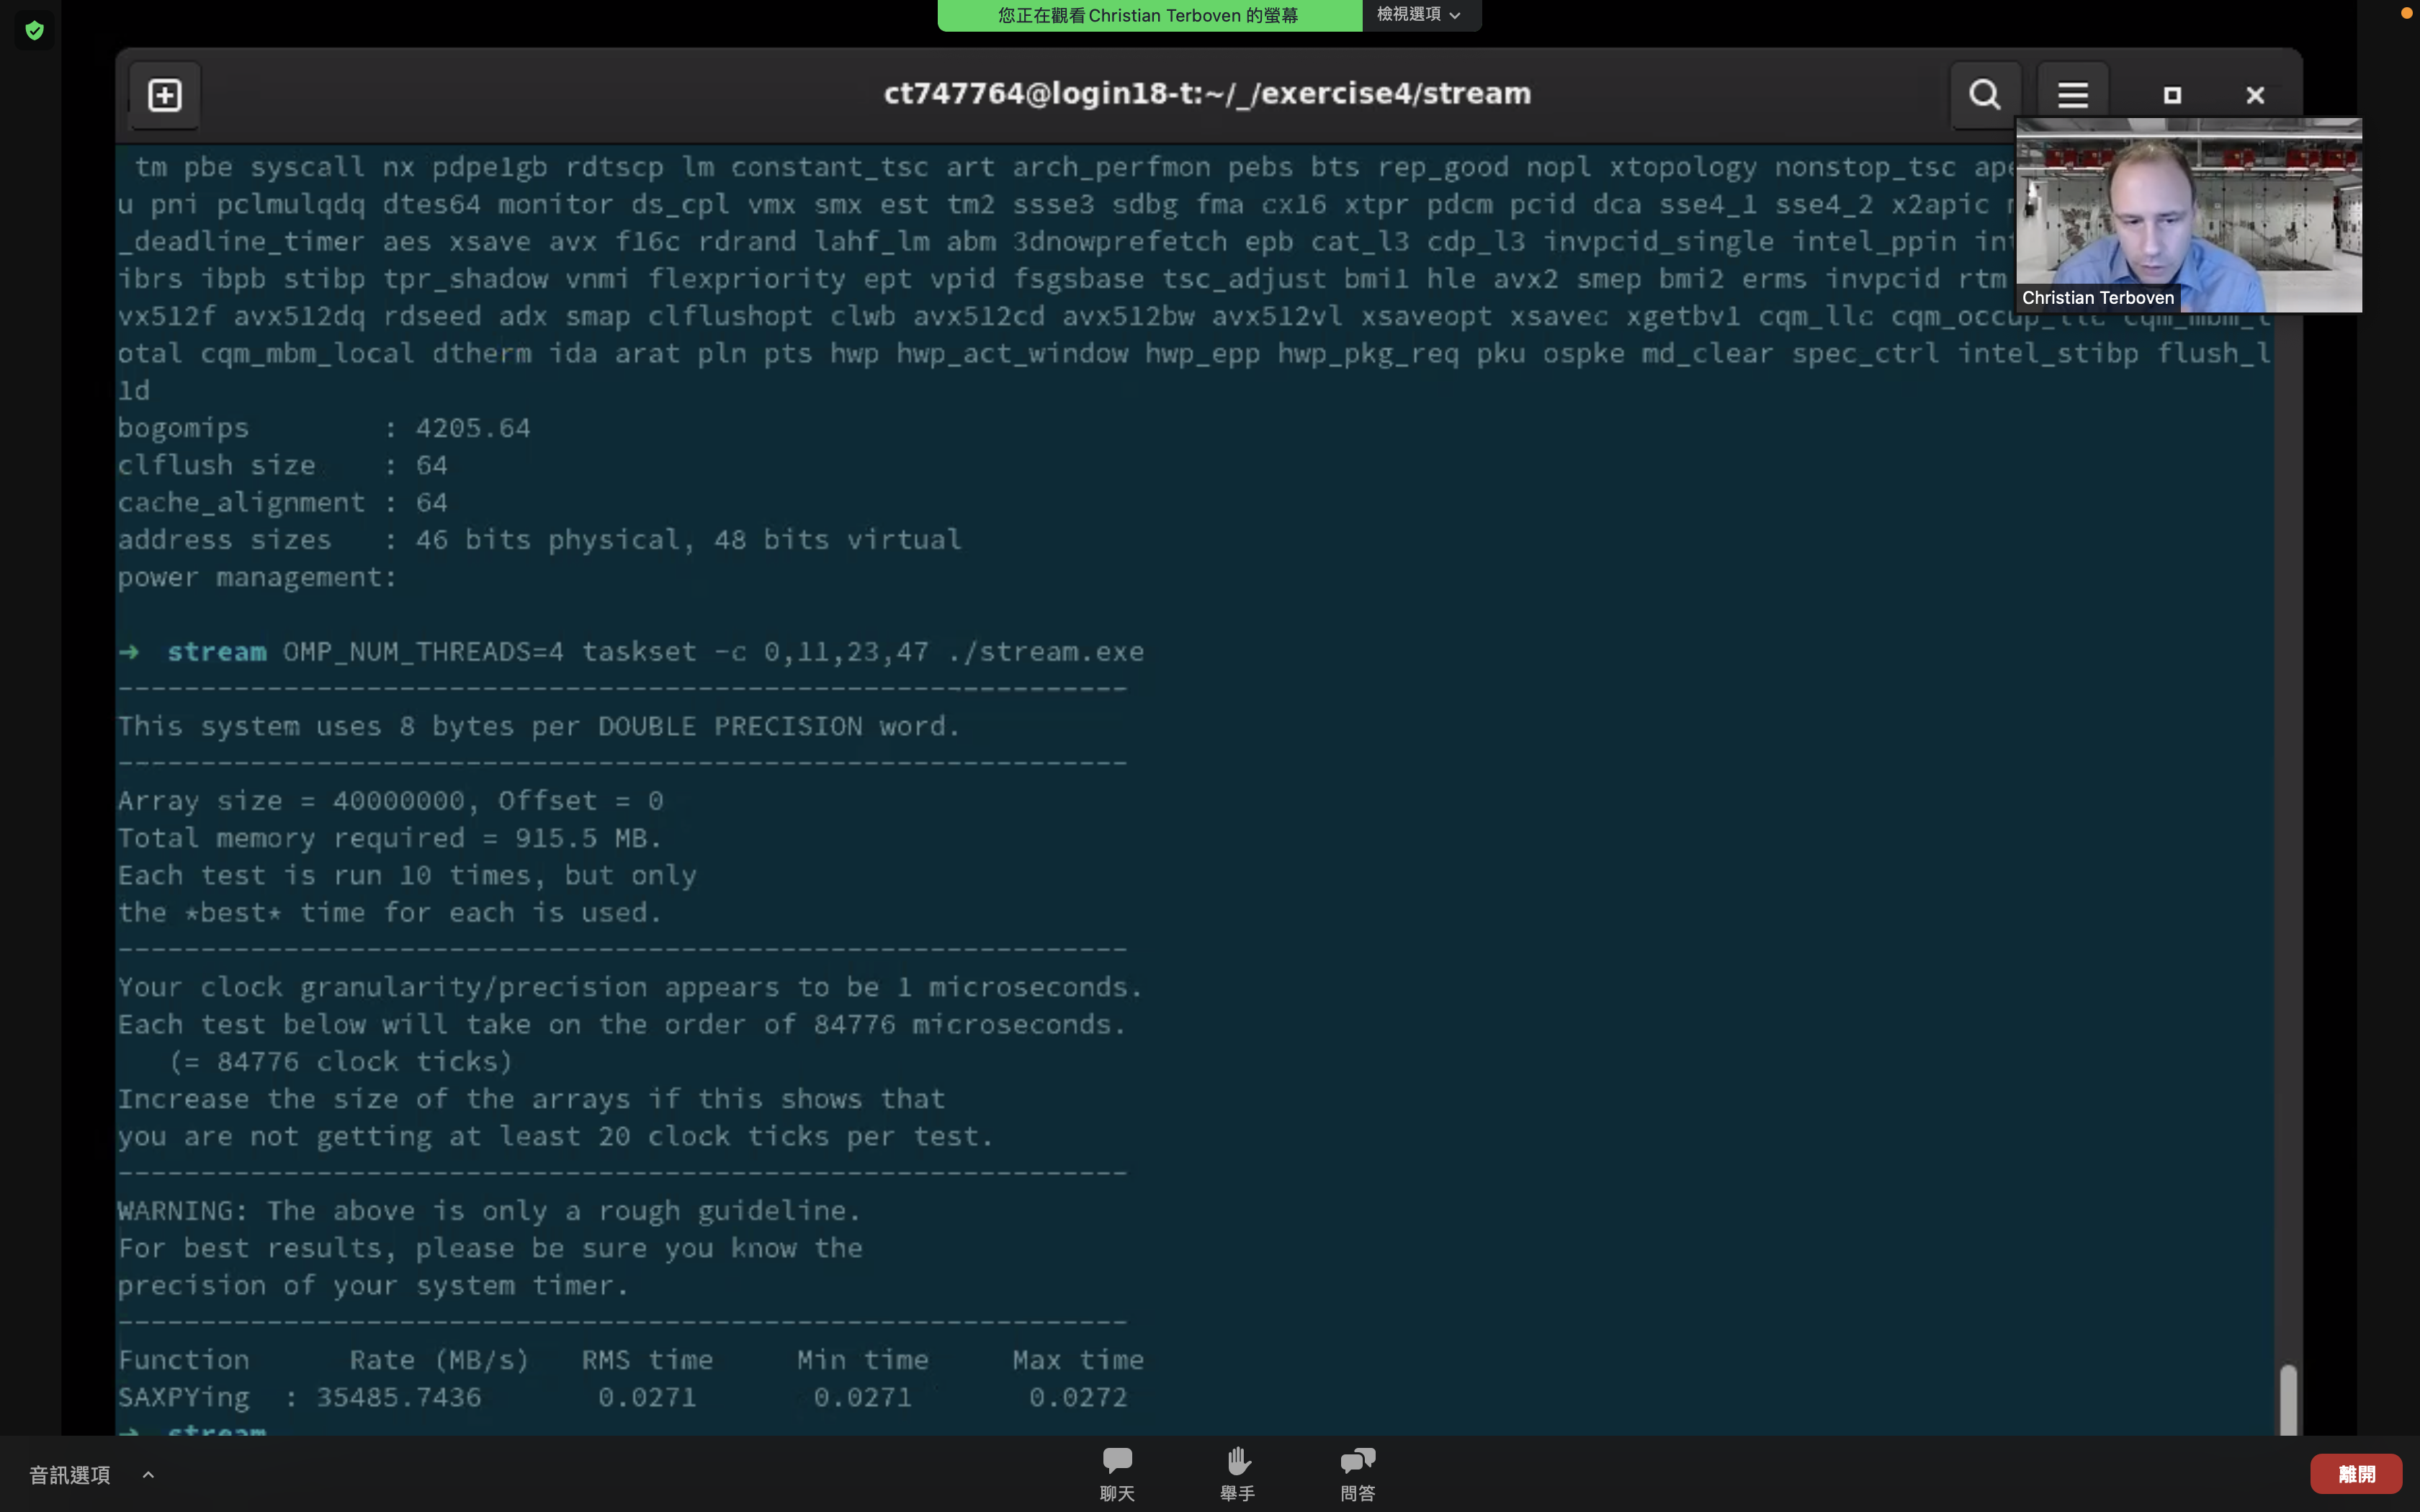 您正在觀看Christian Terboven 的螢幕
檢視選項
ct747764@login18-t:~/_/exercise4/stream
tm pbe syscall nx pdpe1gb rdtscp lm constant_tsc art arch_perfmon pebs bts rep_good nopl xtopology nonstop_tsc
u pni pclmulqdq dtes64 monitor ds_cpl vmx smx est tm2 ssse3 sdbg fma cx16 xtpr pdcm pcid dca sse4_1 sse4_2 x2apic
_deadline_timer aes xsave avx f16c rdrand lahf_lm abm 3dnowprefetch epb cat_l3 cdp_l3 invpcid_single intel_ppin
ibrs ibpb stibp tpr_shadow vnmi flexpriority ept vpid fsgsbase tsc_adjust bmi1 hle avx2 smep bmi2 erms invpcid rtm
vx512f avx512dq rdseed adx smap clflushopt clwb avx512cd avx512bw avx512vl xsaveopt xsavec xgetbv1 cqm_llc cqm_occup_llc cqm_mbm_t
otal cqm_mbm_local dtherm ida arat pln pts hwp hwp_act_window hwp_epp hwp_pkg_req pku ospke md_clear spec_ctrl intel_stibp flush_l
1d
bogomips : 4205.64
clflush size : 64
cache_alignment : 64
address sizes : 46 bits physical, 48 bits virtual
power management:
➜ stream OMP_NUM_THREADS=4 taskset -c 0,11,23,47 ./stream.exe
-------------------------------------------------------------
This system uses 8 bytes per DOUBLE PRECISION word.
-------------------------------------------------------------
Array size = 40000000, Offset = 0
Total memory required = 915.5 MB.
Each test is run 10 times, but only
the *best* time for each is used.
-------------------------------------------------------------
Your clock granularity/precision appears to be 1 microseconds.
Each test below will take on the order of 84776 microseconds.
(= 84776 clock ticks)
Increase the size of the arrays if this shows that
you are not getting at least 20 clock ticks per test.
-------------------------------------------------------------
WARNING: The above is only a rough guideline.
For best results, please be sure you know the
precision of your system timer.
-------------------------------------------------------------
Function Rate (MB/s) RMS time Min time Max time
SAXPYing : 35485.7436 0.0271 0.0271 0.0272
➜ stream
Christian Terboven
音訊選項
聊天
舉手
問答
離開